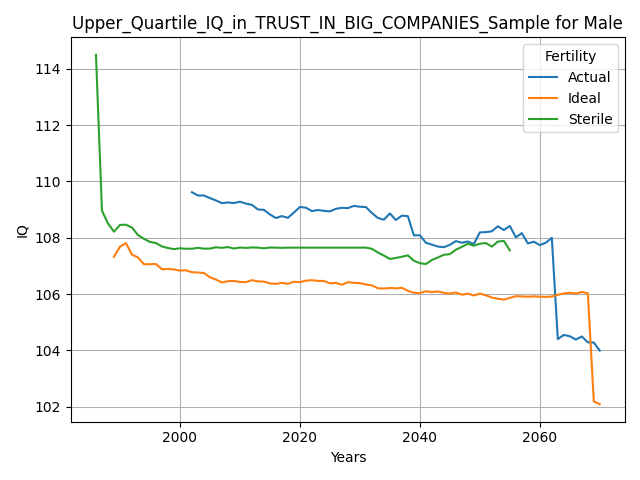 Upper_Quartile_IQ_in_TRUST_IN_BIG_COMPANIES_Sample for Male
Fertility
Actual
Ideal
Sterile
114
112
110
108
106
104
102
IQ
2000
2020
2040
2060
Years